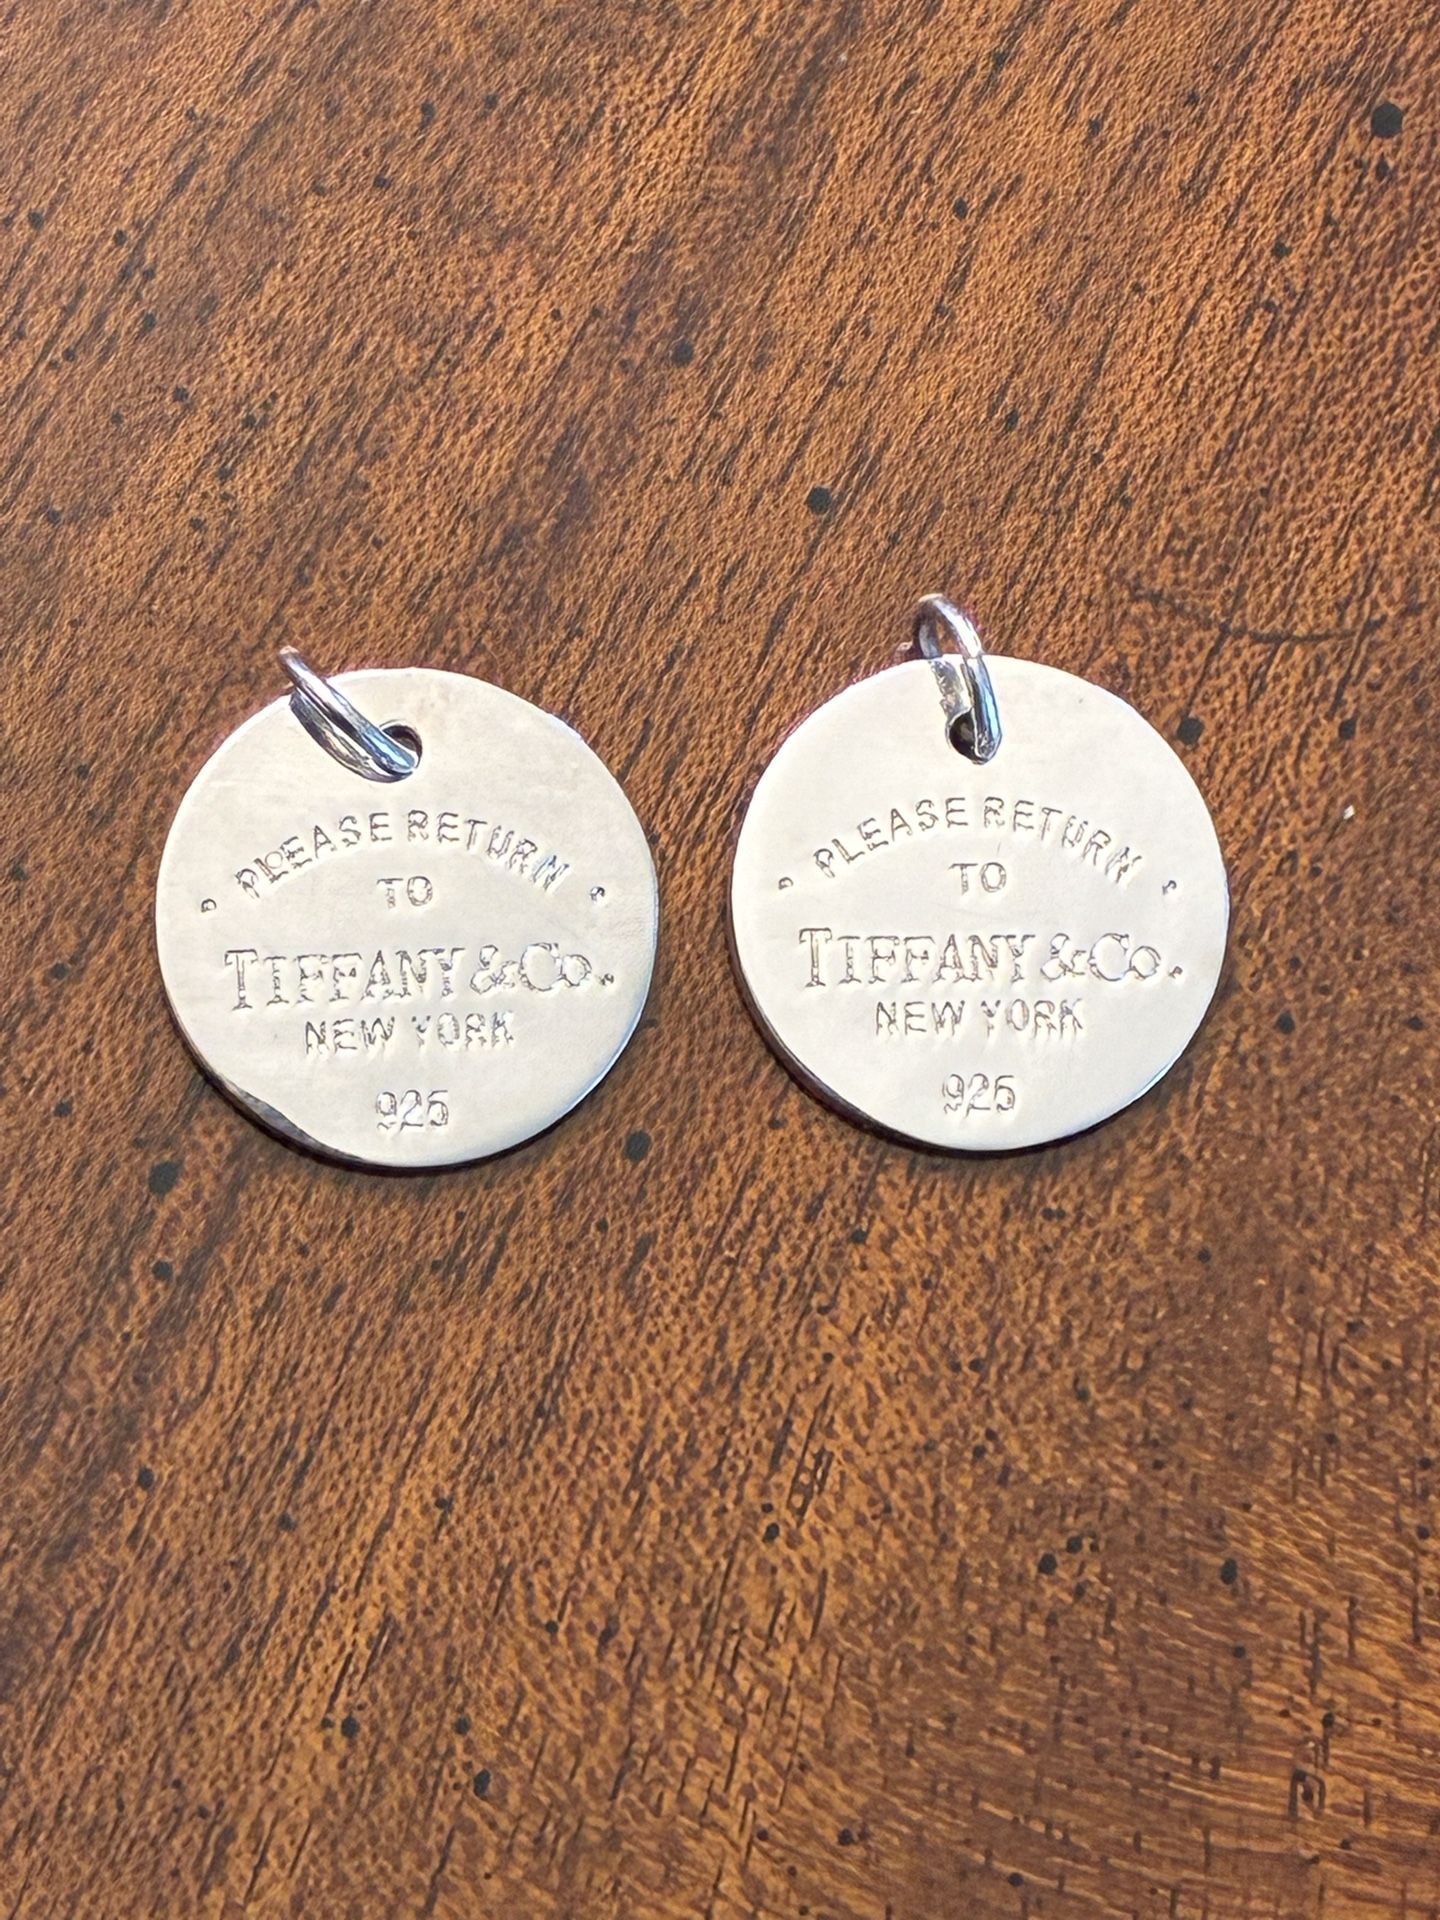 · PLEASE RETURN ·
TO
TIFFANY & Co.
NEW YORK
925
· PLEASE RETURN ·
TO
TIFFANY & Co.
NEW YORK
925